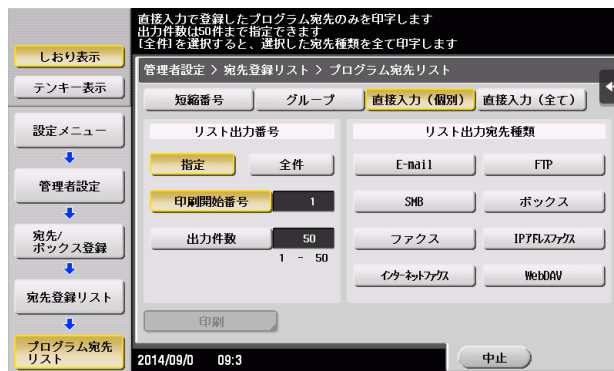 直接入力で登録したプログラム宛先のみを印字します
出力件数は50件まで指定できます
[全件]を選択すると、選択した宛先種類を全て印字します
しおり表示
テンキー表示
設定メニュー
管理者設定
宛先/
ボックス登録
宛先登録リスト
プログラム宛先
リスト
管理者設定 > 宛先登録リスト > プログラム宛先リスト
短縮番号
グループ
直接入力(個別)
直接入力(全て)
リスト出力番号
指定
全件
印刷開始番号
1
出力件数
50
1 - 50
印刷
リスト出力宛先種類
E-mail
FTP
SMB
ボックス
ファクス
IPアドレスファクス
インターネットファクス
WebDAV
2014/09/0 09:3
中止